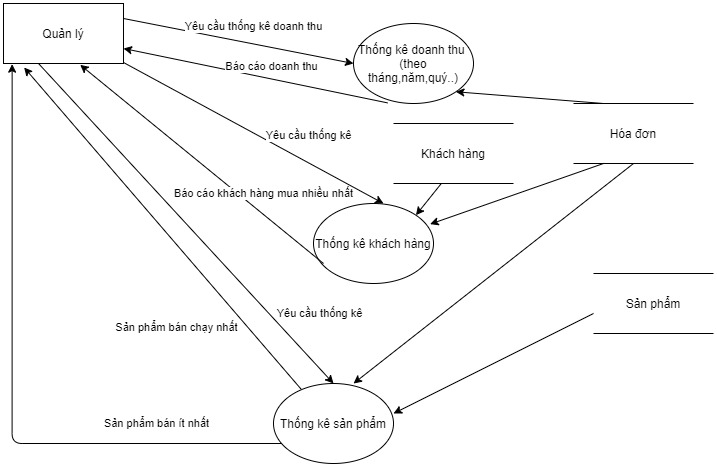 Quản lý
Yêu cầu thống kê doanh thu
Báo cáo doanh thu
Thống kê doanh thu
(theo
tháng,năm,quý..)
Yêu cầu thống kê
Khách hàng
Hóa đơn
Báo cáo khách hàng mua nhiều nhất
Thống kê khách hàng
Sản phẩm
Yêu cầu thống kê
Sản phẩm bán chạy nhất
Sản phẩm bán ít nhất
Thống kê sản phẩm